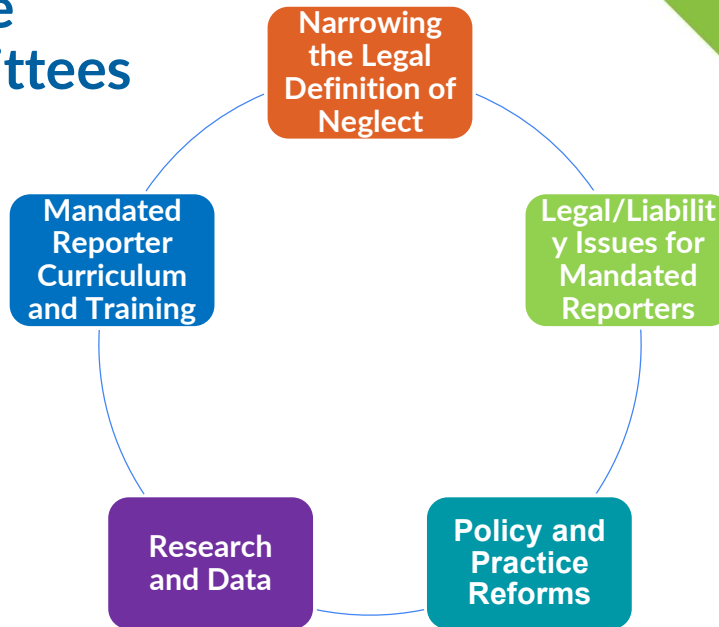 ittees
Narrowing
the Legal
Definition of
Neglect
Legal/Liabilit
y Issues for
Mandated
Reporters
Policy and
Practice
Reforms
Research
and Data
Mandated
Reporter
Curriculum
and Training